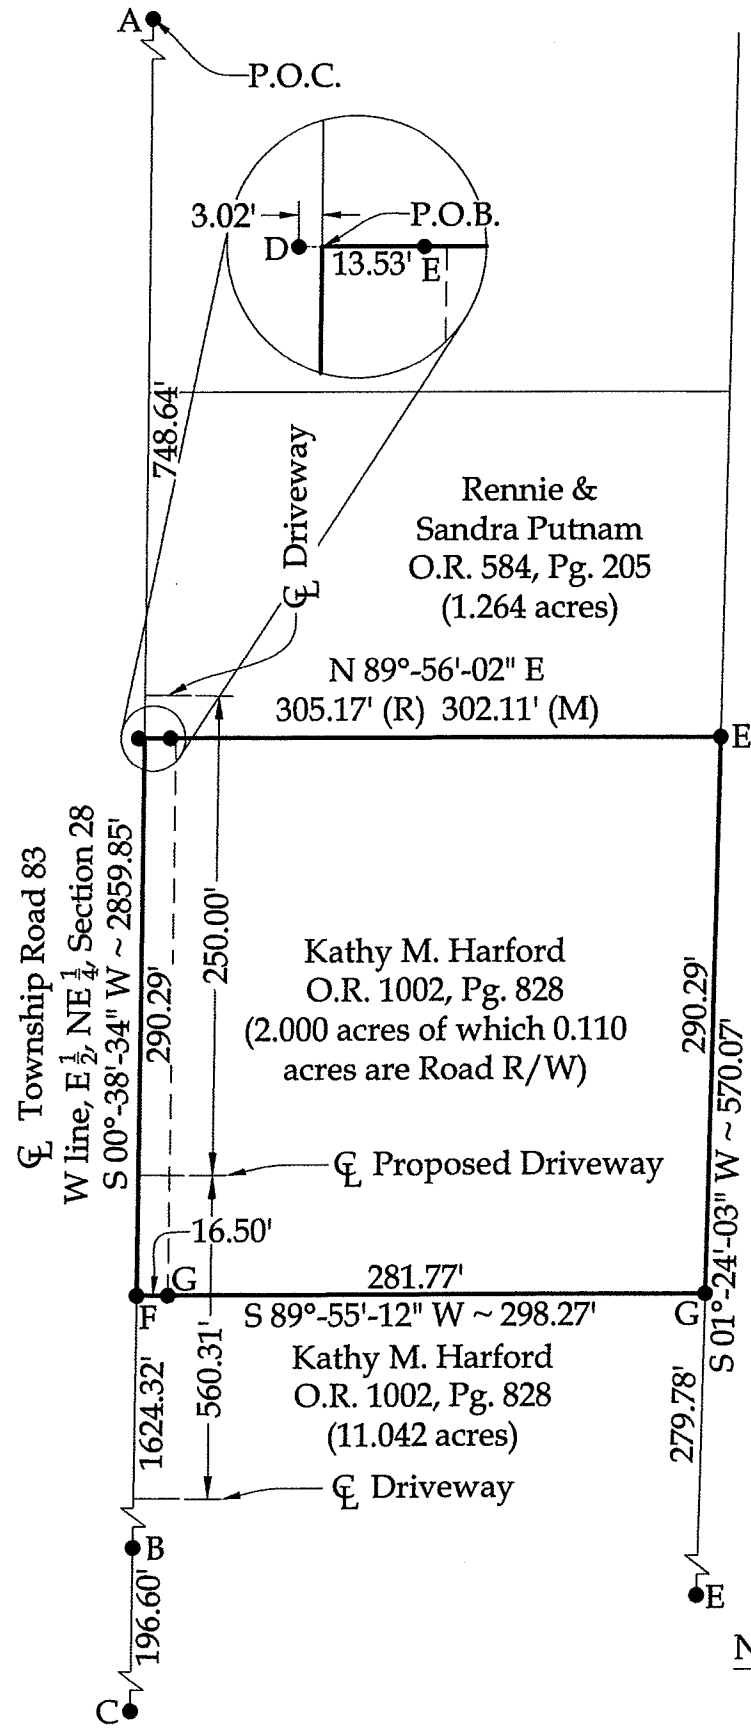 A
P.O.C.
3.02'
P.O.B.
D
13.53'
E
748.64'
℄ Driveway
Rennie &
Sandra Putnam
O.R. 584, Pg. 205
(1.264 acres)
N 89°-56'-02" E
305.17' (R) 302.11' (M)
E
℄ Township Road 83
W line, E½, NE¼, Section 28
S 00°-38'-34" W ~ 2859.85'
290.29'
250.00'
Kathy M. Harford
O.R. 1002, Pg. 828
(2.000 acres of which 0.110
acres are Road R/W)
290.29'
S 01°-24'-03" W ~ 570.07'
℄ Proposed Driveway
16.50'
G
281.77'
F
S 89°-55'-12" W ~ 298.27'
G
Kathy M. Harford
O.R. 1002, Pg. 828
(11.042 acres)
1624.32'
560.31'
279.78'
℄ Driveway
B
E
196.60'
N
C